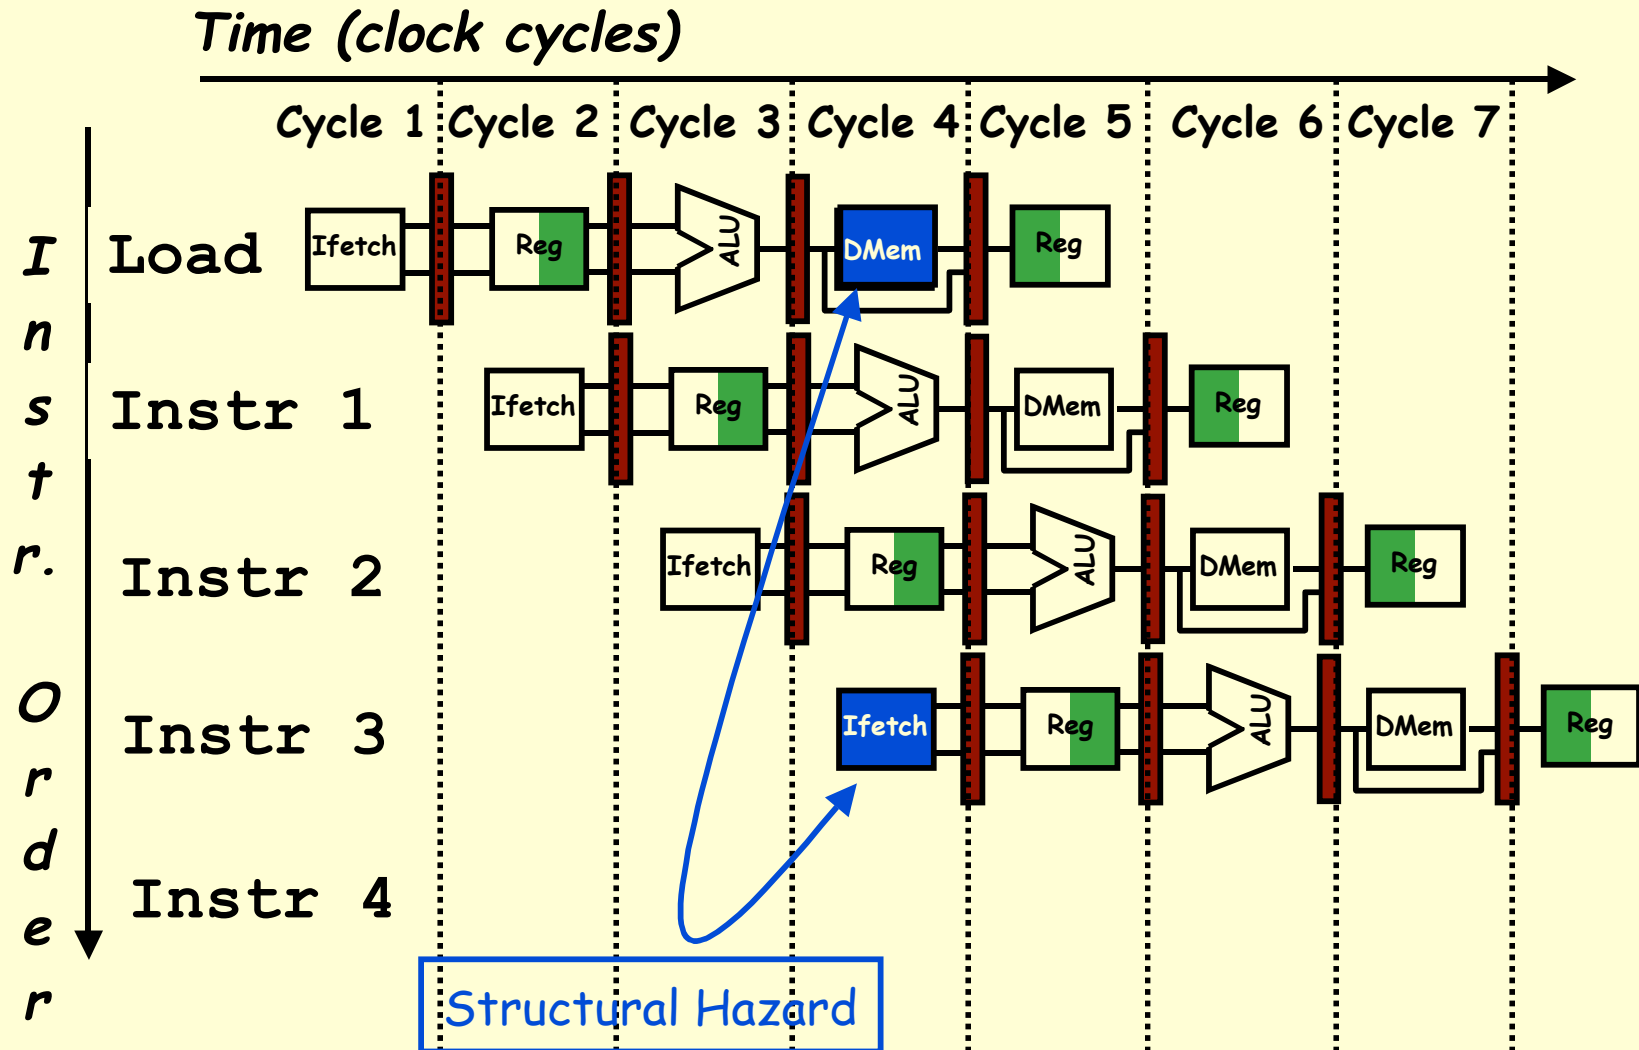 Time (clock cycles)
Cycle 1 Cycle 2 Cycle 3 Cycle 4 Cycle 5 Cycle 6 Cycle 7
Instr. Order
Load Ifetch Reg ALU DMem Reg
Instr 1 Ifetch Reg ALU DMem Reg
Instr 2 Ifetch Reg ALU DMem Reg
Instr 3 Ifetch Reg ALU DMem Reg
Instr 4
Structural Hazard